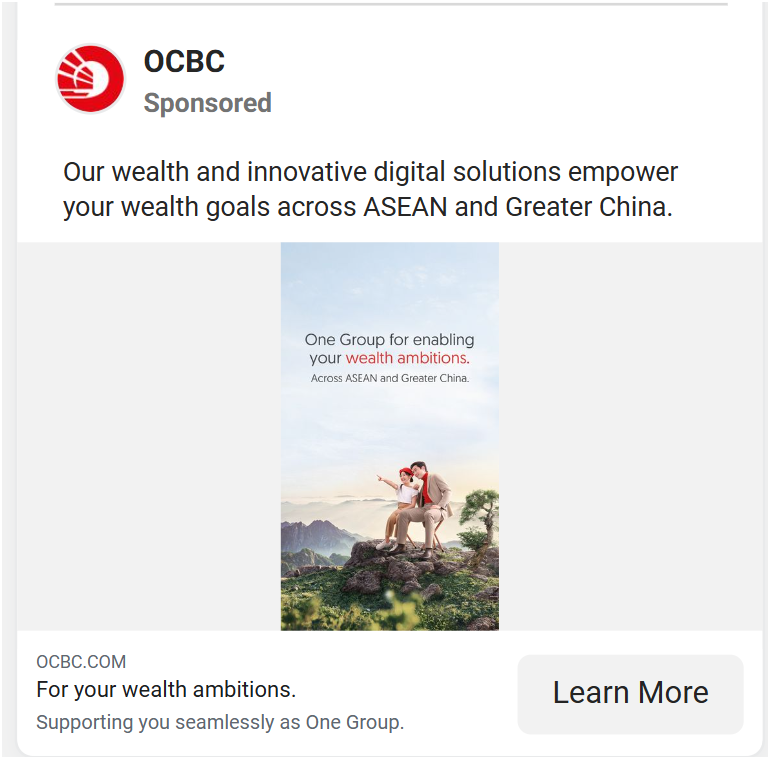 OCBC
Sponsored
Our wealth and innovative digital solutions empower
your wealth goals across ASEAN and Greater China.
One Group for enabling
your wealth ambitions.
Across ASEAN and Greater China.
OCBC.COM
For your wealth ambitions.
Supporting you seamlessly as One Group.
Learn More